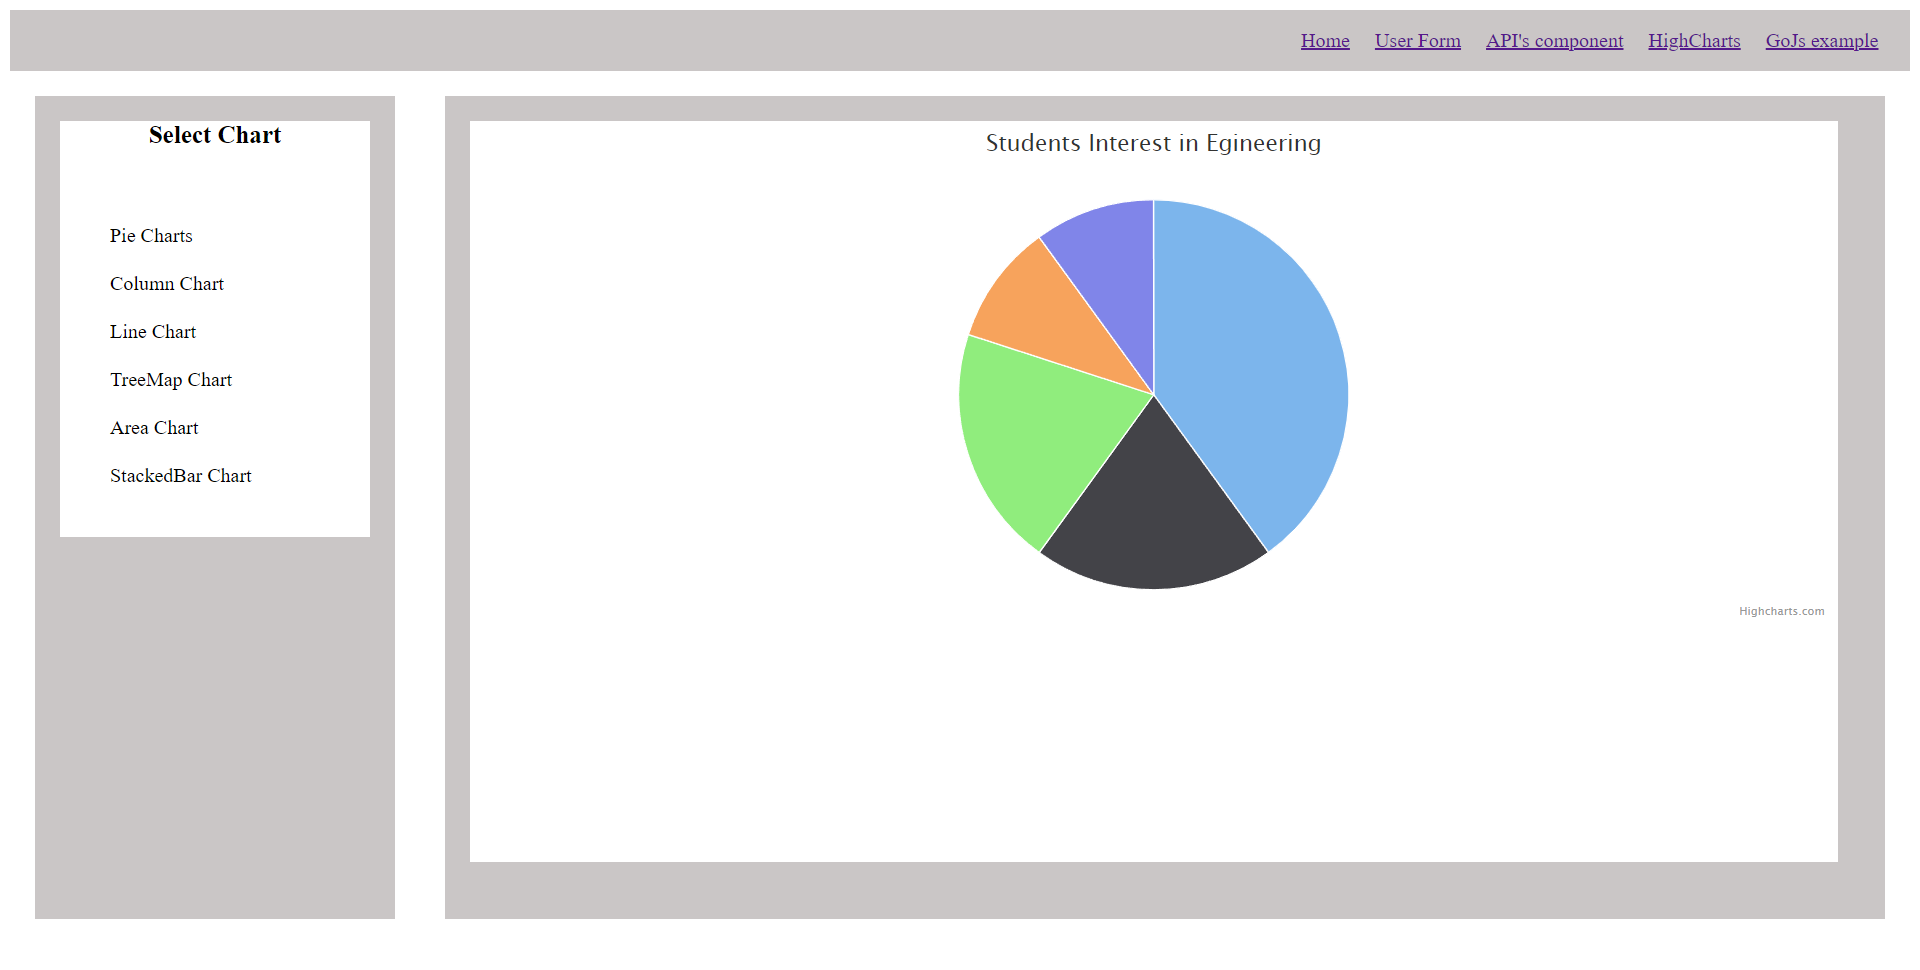 Home User Form API's component HighCharts GoJs example
Select Chart
Pie Charts
Column Chart
Line Chart
TreeMap Chart
Area Chart
StackedBar Chart
Students Interest in Egineering
Highcharts.com